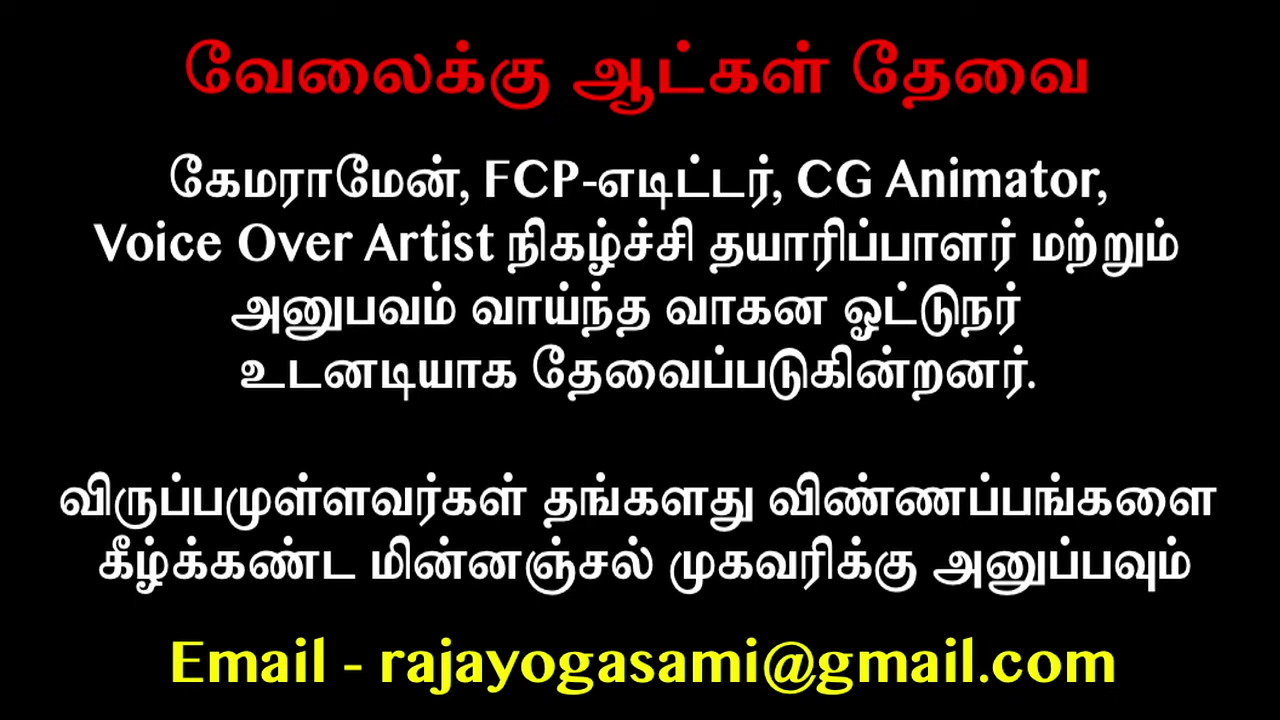 வேலைக்கு ஆட்கள் தேவை
கேமராமேன், FCP-எடிட்டர், CG Animator,
Voice Over Artist நிகழ்ச்சி தயாரிப்பாளர் மற்றும்
அனுபவம் வாய்ந்த வாகன ஓட்டுநர்
உடனடியாக தேவைப்படுகின்றனர்.
விருப்பமுள்ளவர்கள் தங்களது விண்ணப்பங்களை
கீழ்க்கண்ட மின்னஞ்சல் முகவரிக்கு அனுப்பவும்
Email - rajayogasami@gmail.com